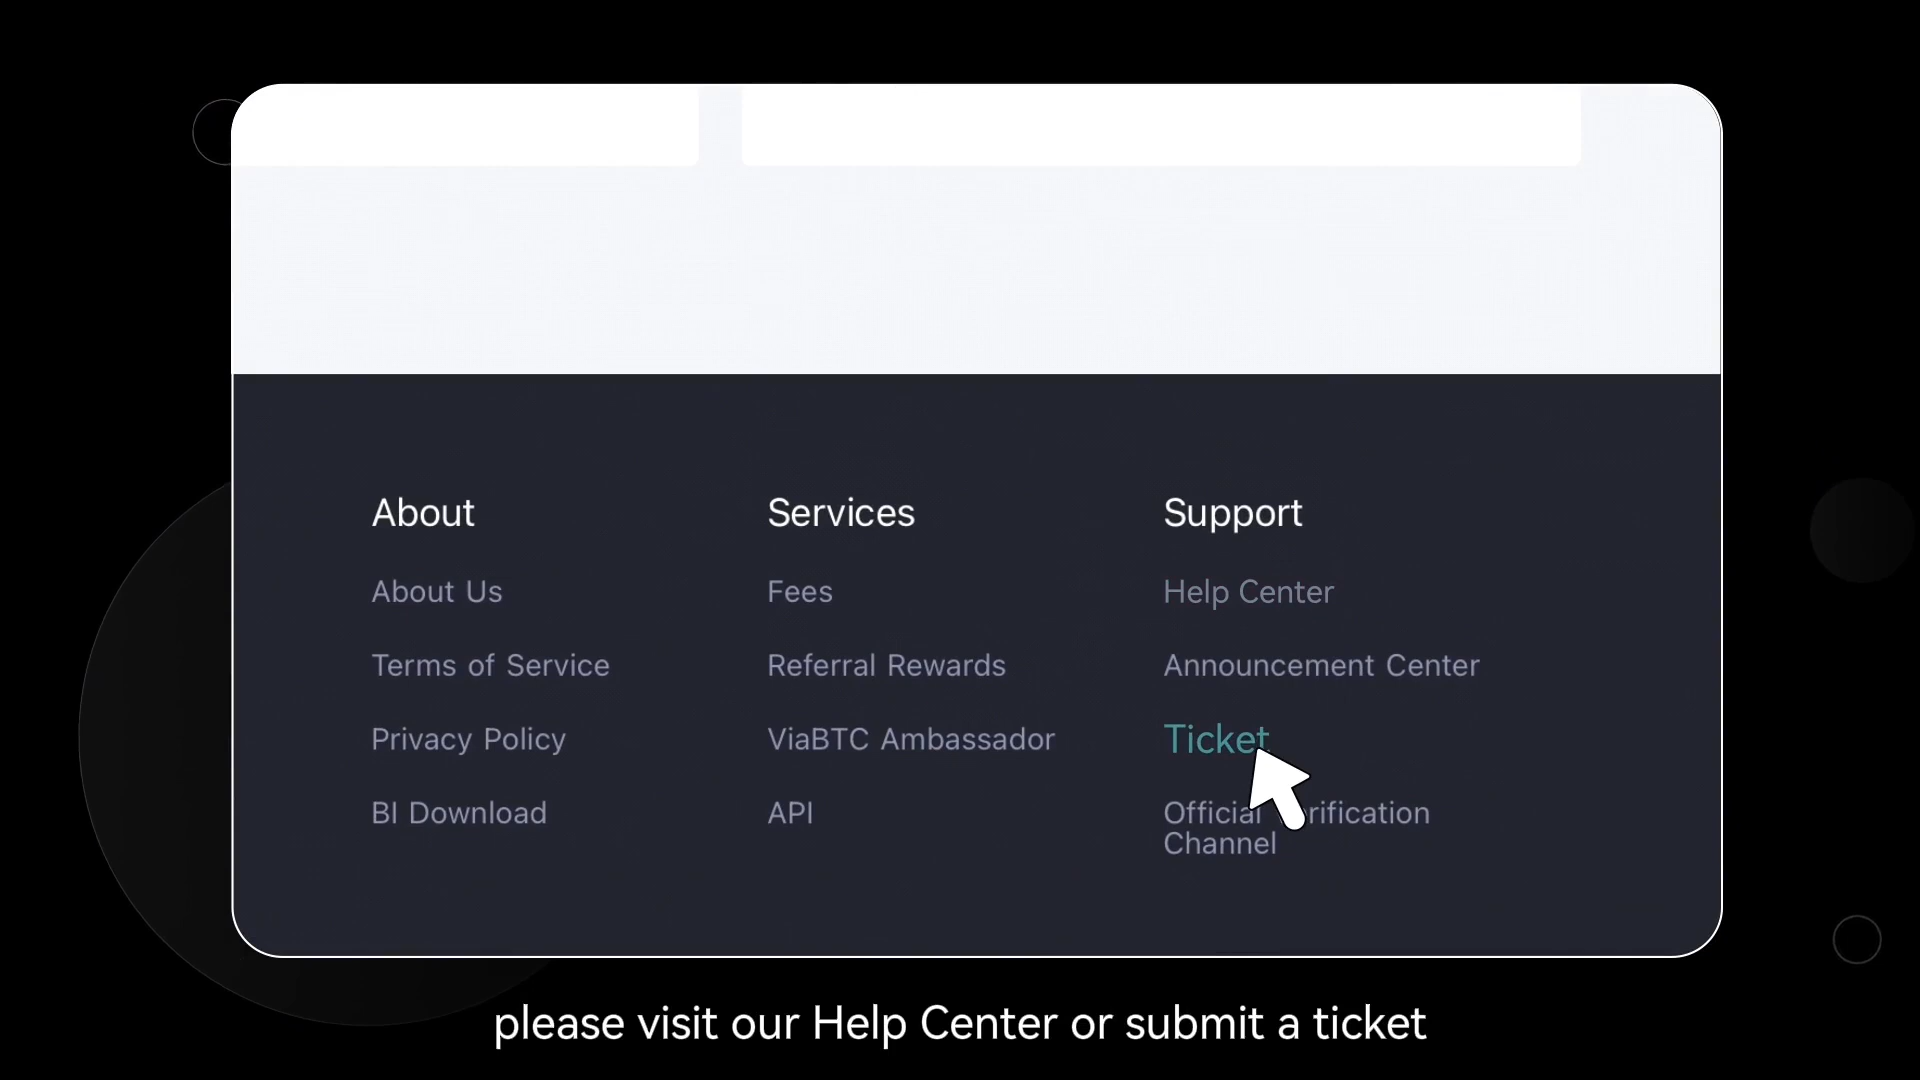 About
About Us
Terms of Service
Privacy Policy
BI Download
Services
Fees
Referral Rewards
ViaBTC Ambassador
API
Support
Help Center
Announcement Center
Ticket
Official
Channel
please visit our Help Center or submit a ticket